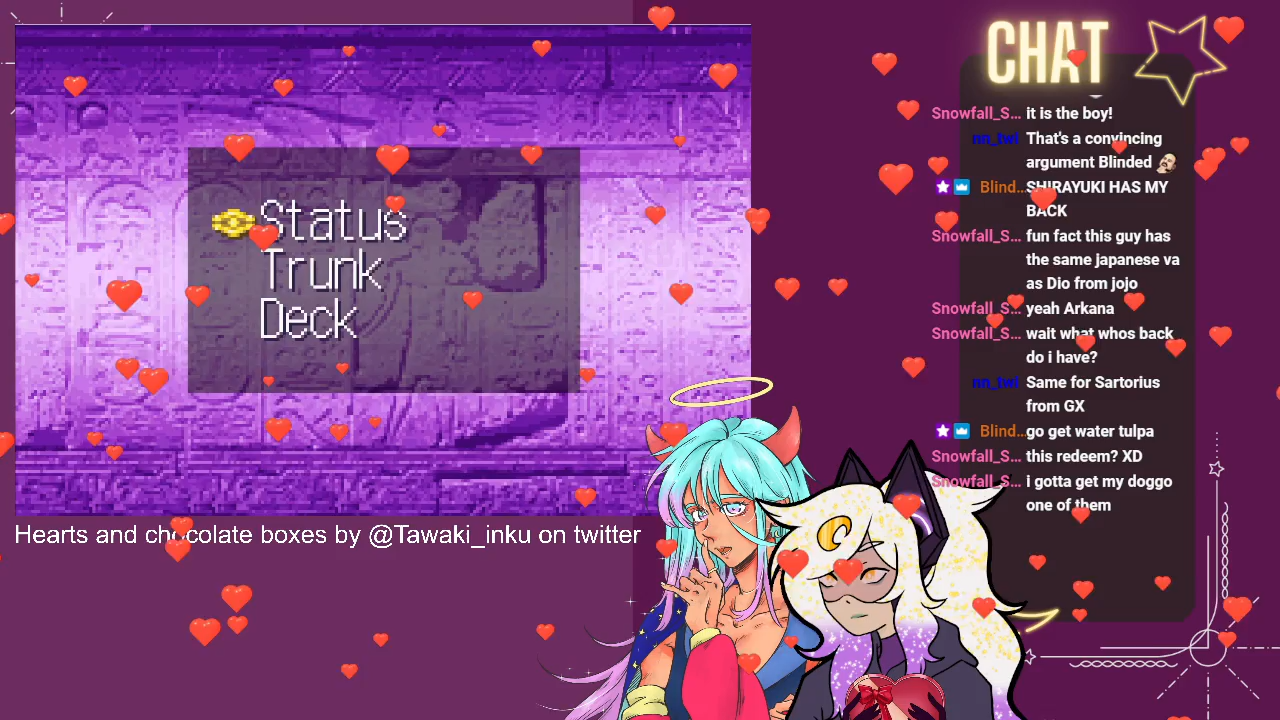 Status
Trunk
Deck
Hearts and chocolate boxes by @Tawaki_inku on twitter
CHAT
Snowfall_S... it is the boy!
nn_twi That's a convincing
argument Blinded
Blind... SHIRAYUKI HAS MY
BACK
Snowfall_S... fun fact this guy has
the same japanese va
as Dio from jojo
Snowfall_S... yeah Arkana
Snowfall_S... wait what whos back
do i have?
nn_twi Same for Sartorius
from GX
Blind... go get water tulpa
Snowfall_S... this redeem? XD
Snowfall_S... i gotta get my doggo
one of them